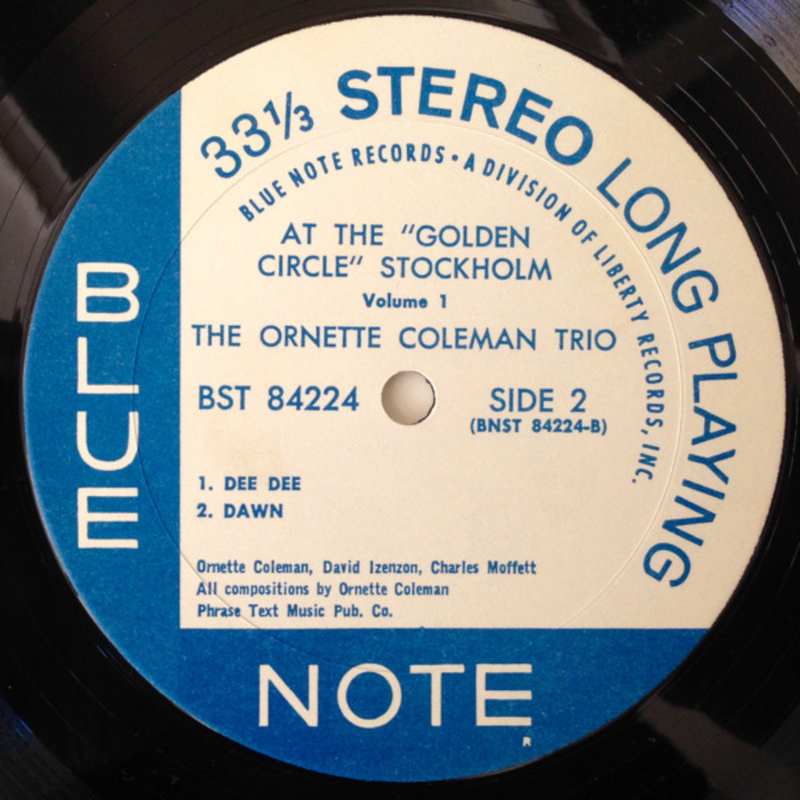 33⅓ STEREO LONG PLAYING
BLUE NOTE RECORDS • A DIVISION OF LIBERTY RECORDS, INC.
AT THE "GOLDEN
CIRCLE" STOCKHOLM
Volume 1
THE ORNETTE COLEMAN TRIO
BST 84224
SIDE 2
(BNST 84224-B)
1. DEE DEE
2. DAWN
Ornette Coleman, David Izenzon, Charles Moffett
All compositions by Ornette Coleman
Phrase Text Music Pub. Co.
BLUE
NOTE
R